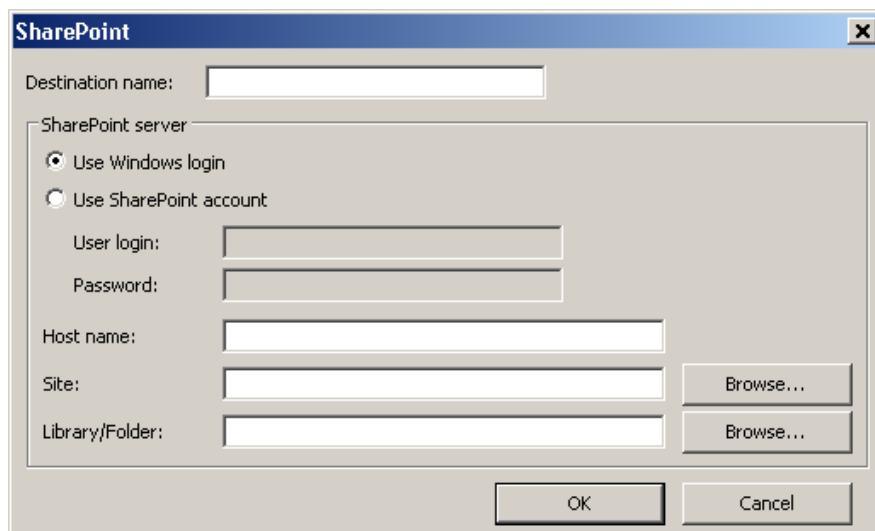 SharePoint
Destination name:
SharePoint server
Use Windows login
Use SharePoint account
User login:
Password:
Host name:
Site:
Browse...
Library/Folder:
Browse...
OK
Cancel